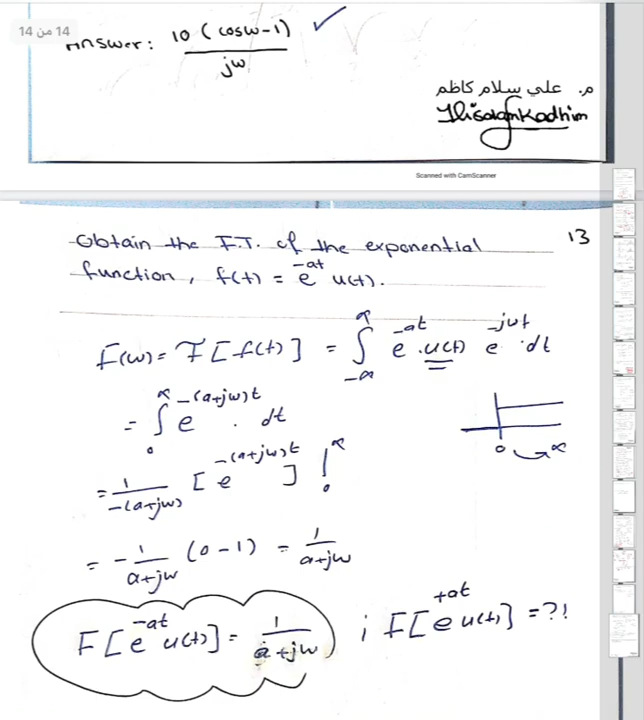 14 من 14
Answer: 10 (cosw-1) / jw ✓
م. علي سلام كاظم
Scanned with CamScanner
13
Obtain the F.T. of the exponential
function, f(t) = e^-at u(t).
F(w) = F[f(t)] = ∫_-∞^∞ e^-at . u(t) e^-jwt . dt
= ∫_0^∞ e^-(a+jw)t . dt
0 ∞
= 1/-(a+jw) [e^-(a+jw)t] |_0^∞
= -1/(a+jw) (0-1) = 1/(a+jw)
F[e^-at u(t)] = 1/(a+jw) ; F[e^+at u(t)] = ?!